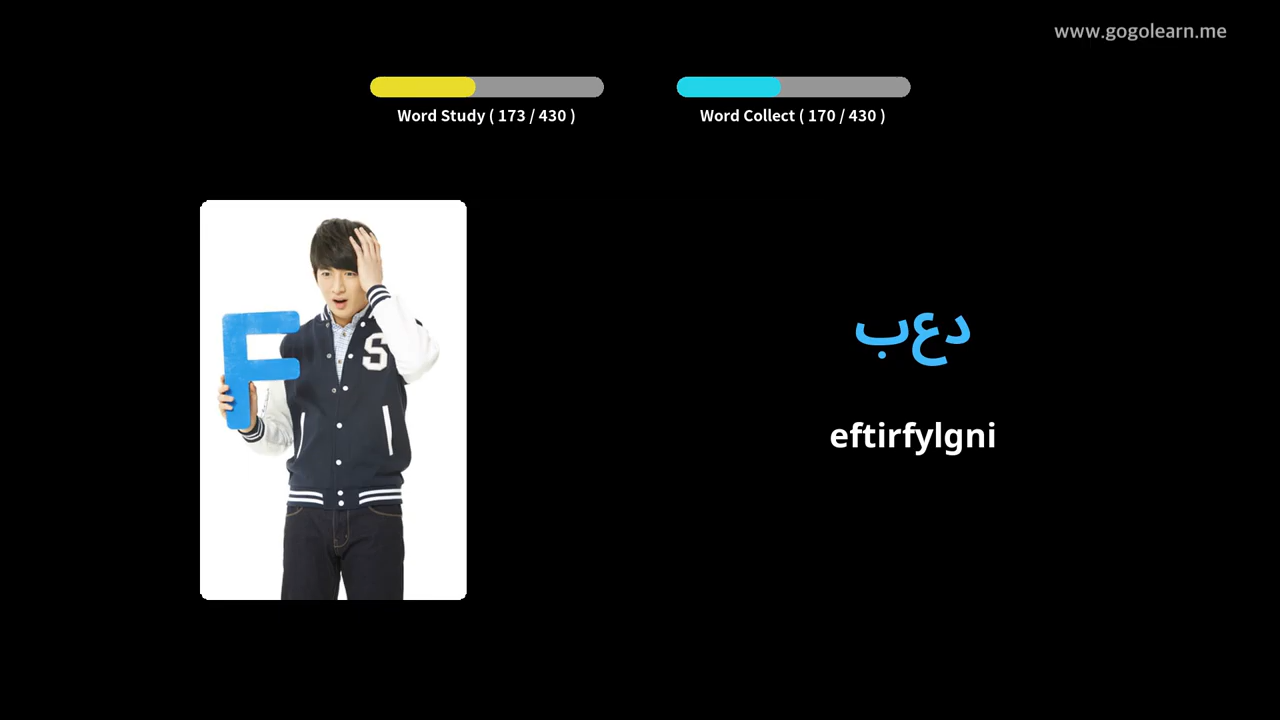 www.gogolearn.me
Word Study ( 173 / 430 )
Word Collect ( 170 / 430 )
F
S
دعب
eftirfylgni